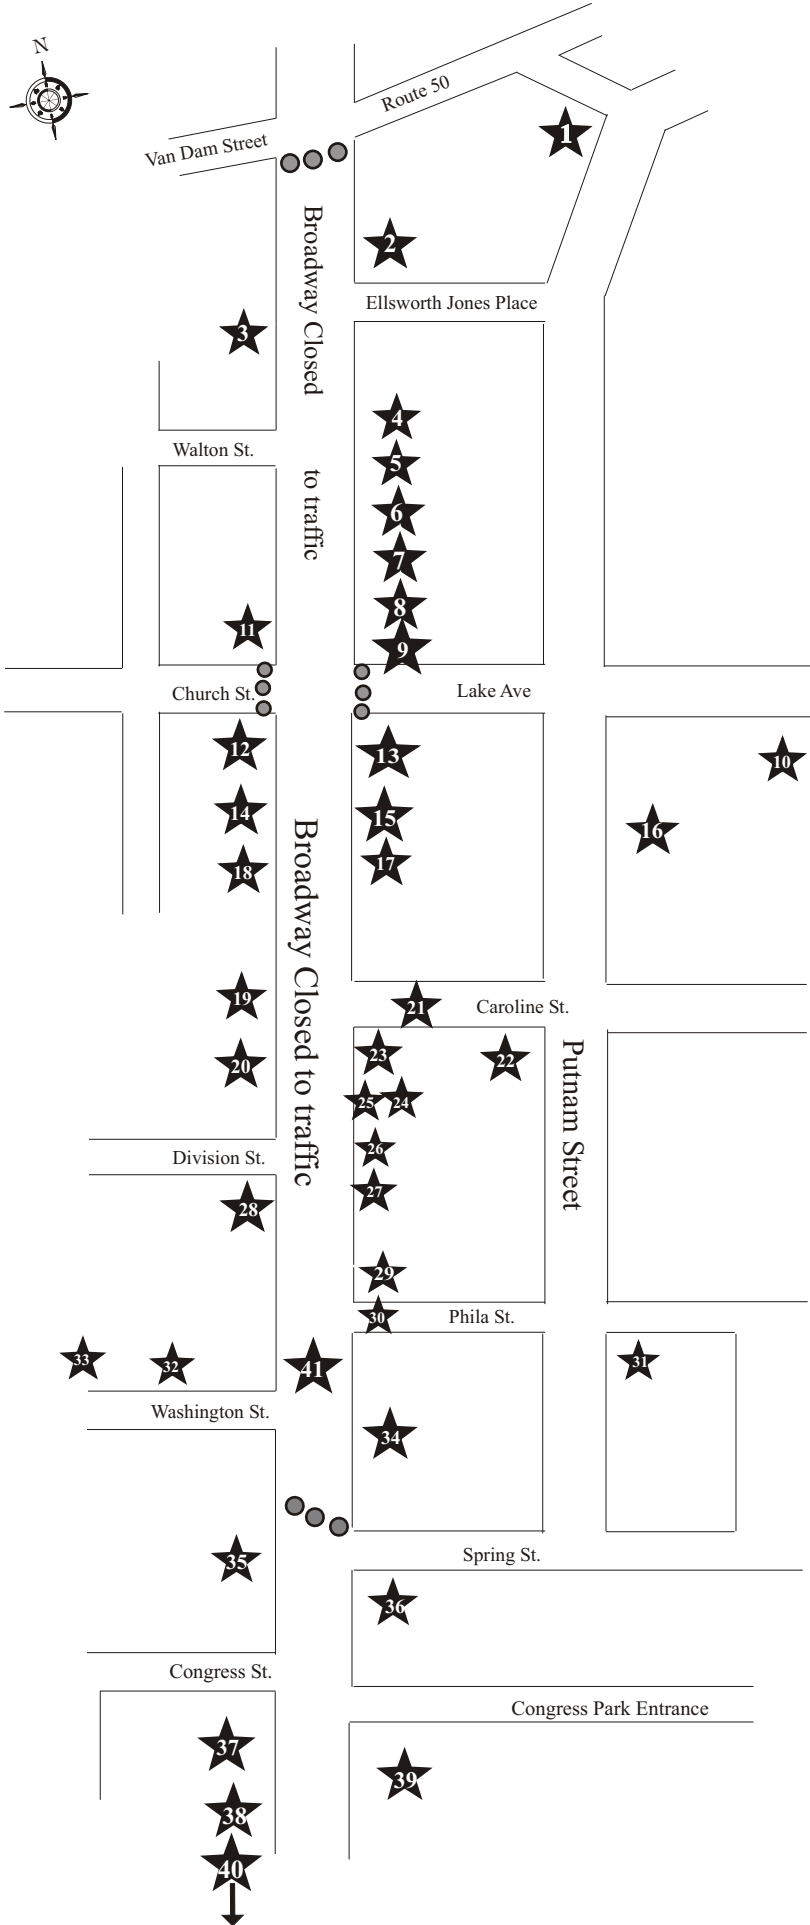 N
Route 50
Van Dam Street
1
2
Broadway Closed
to traffic
Ellsworth Jones Place
3
4
Walton St.
5
6
7
8
11
9
Church St.
Lake Ave
12
13
10
14
15
16
18
17
Broadway Closed to traffic
19
21
Caroline St.
20
23
22
Putnam Street
25
24
26
Division St.
27
28
29
30
Phila St.
33
32
41
31
Washington St.
34
35
Spring St.
36
Congress St.
Congress Park Entrance
37
39
38
40